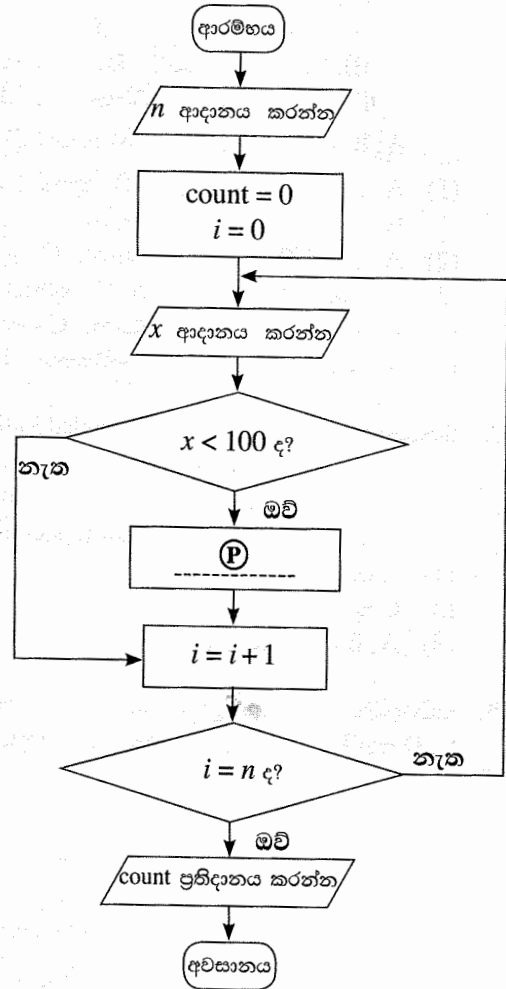 ආරම්භය
n ආදානය කරන්න
count = 0
i = 0
x ආදානය කරන්න
x < 100 ද?
නැත
ඔව්
P
i = i + 1
i = n ද?
නැත
ඔව්
count ප්‍රතිදානය කරන්න
අවසානය